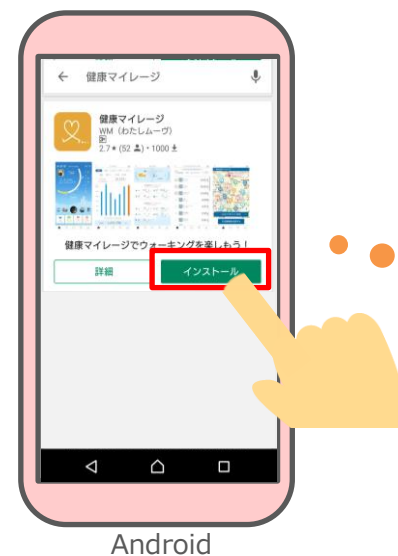 健康マイレージ
健康マイレージ
WM (わたしムーヴ)
2.7★ (52 ) • 1000
健康マイレージでウォーキングを楽しもう!
詳細
インストール
Android